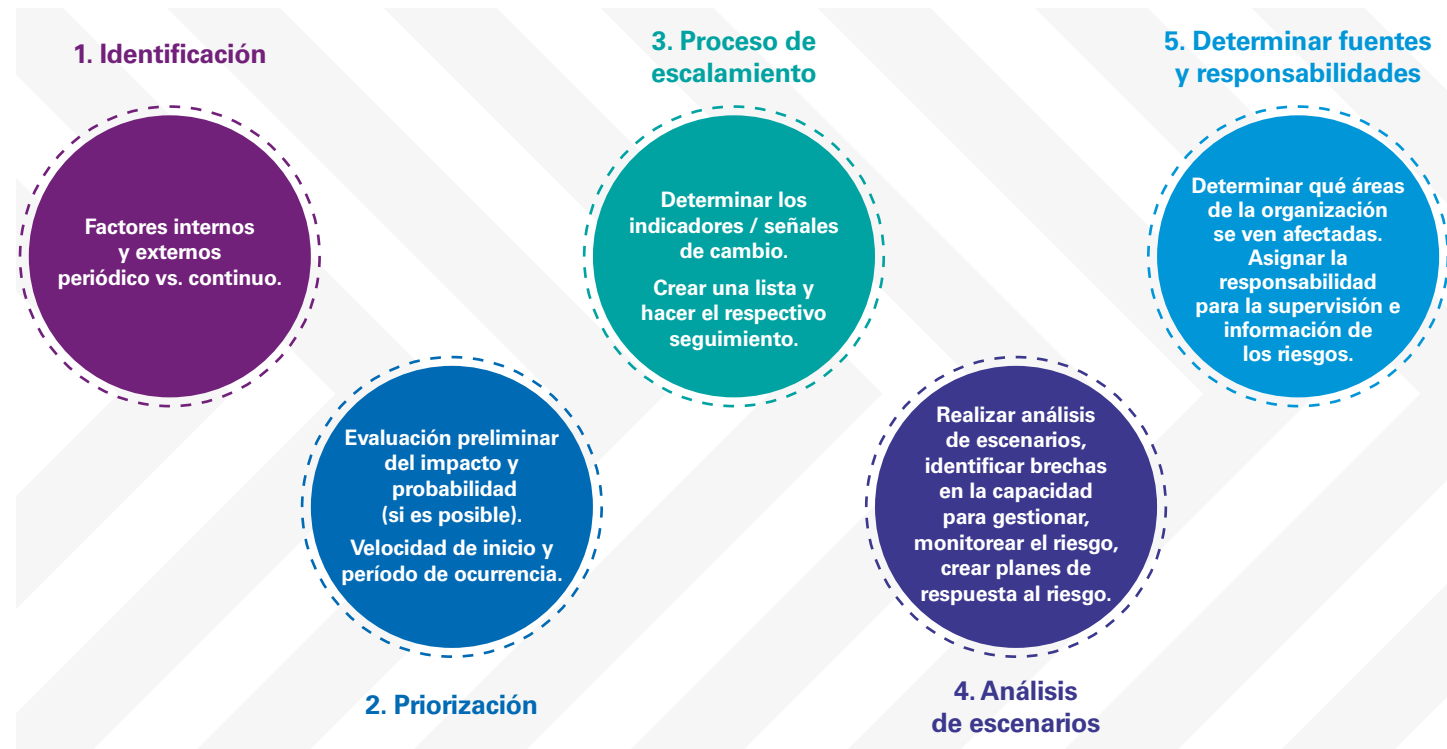 1. Identificación
Factores internos
y externos
periódico vs. continuo.
Evaluación preliminar
del impacto y
probabilidad
(si es posible).
Velocidad de inicio y
período de ocurrencia.
2. Priorización
3. Proceso de
escalamiento
Determinar los
indicadores / señales
de cambio.
Crear una lista y
hacer el respectivo
seguimiento.
Realizar análisis
de escenarios,
identificar brechas
en la capacidad
para gestionar,
monitorear el riesgo,
crear planes de
respuesta al riesgo.
4. Análisis
de escenarios
5. Determinar fuentes
y responsabilidades
Determinar qué áreas
de la organización
se ven afectadas.
Asignar la
responsabilidad
para la supervisión e
información de
los riesgos.